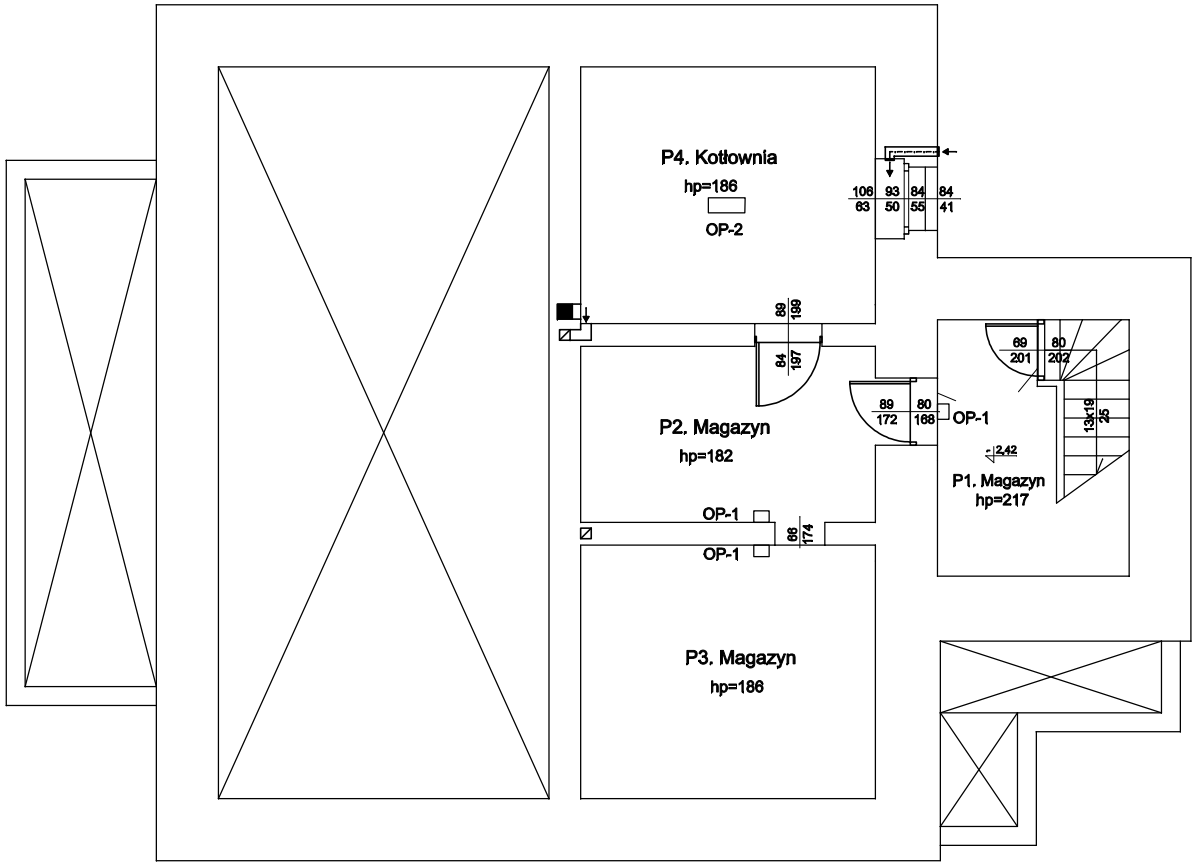 P4. Kotłownia
hp=186
OP-2
106 93 84 84
63 50 55 41
89
199
84
197
69 80
201 202
13x19
25
89 80
172 168
OP-1
P2. Magazyn
hp=182
- 2,42
P1. Magazyn
hp=217
OP-1
66
174
OP-1
P3. Magazyn
hp=186